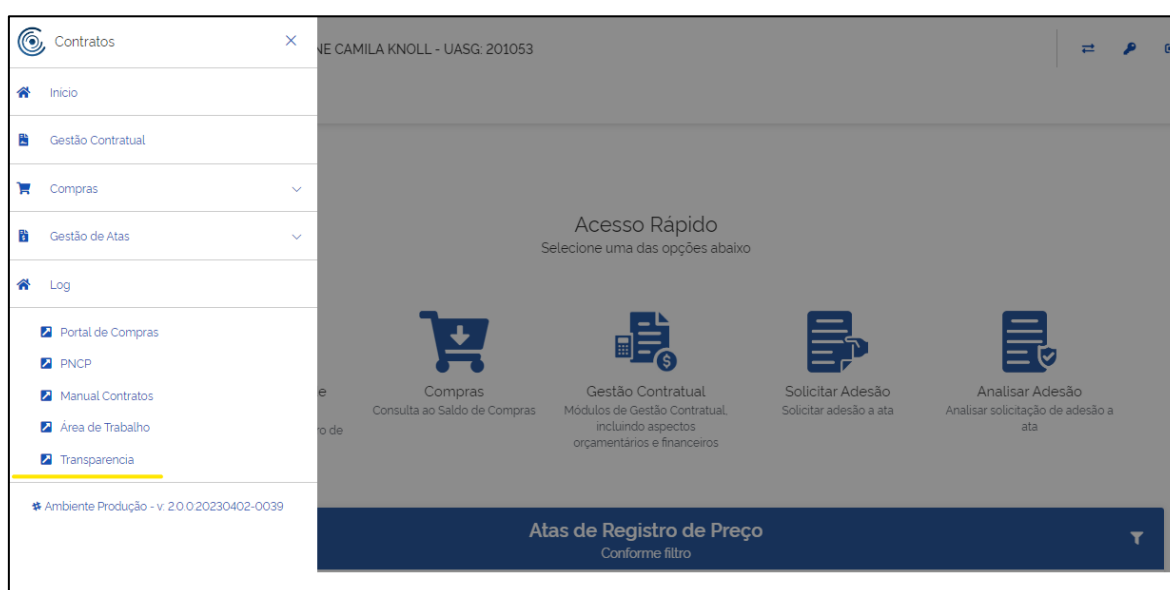 Contratos
NE CAMILA KNOLL - UASG: 201053
Início
Gestão Contratual
Compras
Gestão de Atas
Log
Portal de Compras
PNCP
Manual Contratos
Área de Trabalho
Transparencia
Ambiente Produção - v: 2.0.0.20230402-0039
Acesso Rápido
Selecione uma das opções abaixo
e
ro de
Compras
Consulta ao Saldo de Compras
Gestão Contratual
Módulos de Gestão Contratual,
incluindo aspectos
orçamentários e financeiros
Solicitar Adesão
Solicitar adesão a ata
Analisar Adesão
Analisar solicitação de adesão a
ata
Atas de Registro de Preço
Conforme filtro